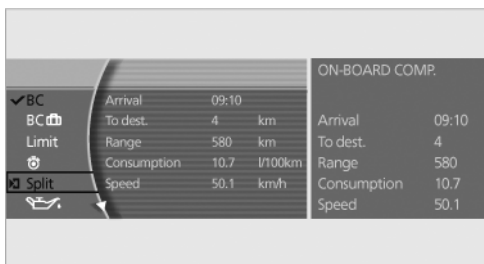 ON-BOARD COMP.
BC Arrival 09:10 Arrival 09:10
BC To dest. 4 km To dest. 4
Limit Range 580 km Range 580
Consumption 10.7 l/100km Consumption 10.7
Split Speed 50.1 km/h Speed 50.1